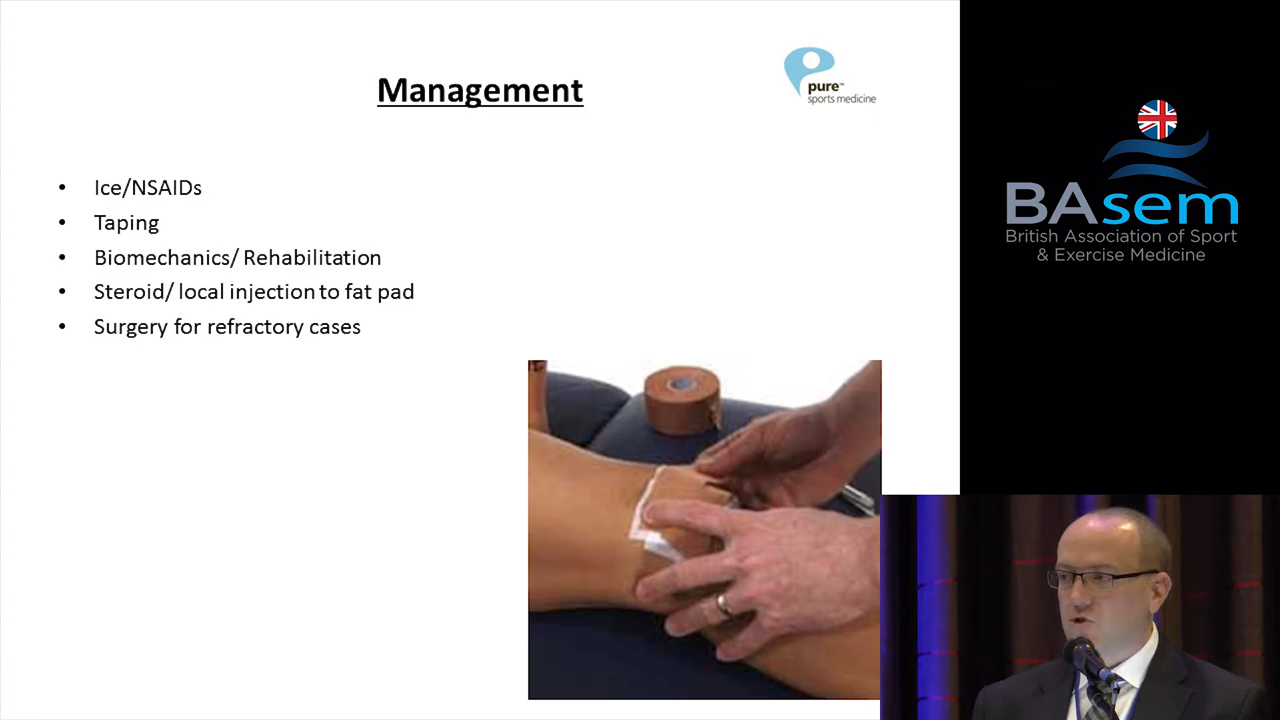 Management
pure™
sports medicine
• Ice/NSAIDs
• Taping
• Biomechanics/ Rehabilitation
• Steroid/ local injection to fat pad
• Surgery for refractory cases
BAsem
British Association of Sport
& Exercise Medicine